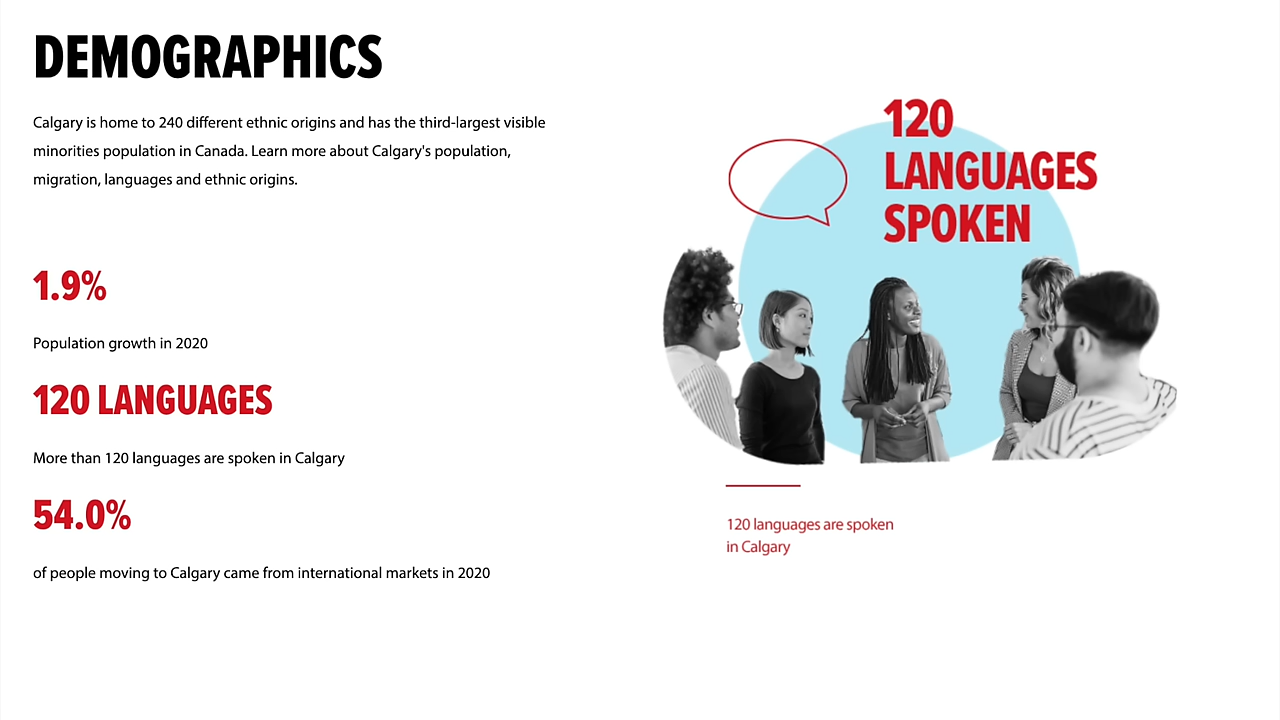 DEMOGRAPHICS
Calgary is home to 240 different ethnic origins and has the third-largest visible
minorities population in Canada. Learn more about Calgary's population,
migration, languages and ethnic origins.
1.9%
Population growth in 2020
120 LANGUAGES
More than 120 languages are spoken in Calgary
54.0%
of people moving to Calgary came from international markets in 2020
120
LANGUAGES
SPOKEN
120 languages are spoken
in Calgary